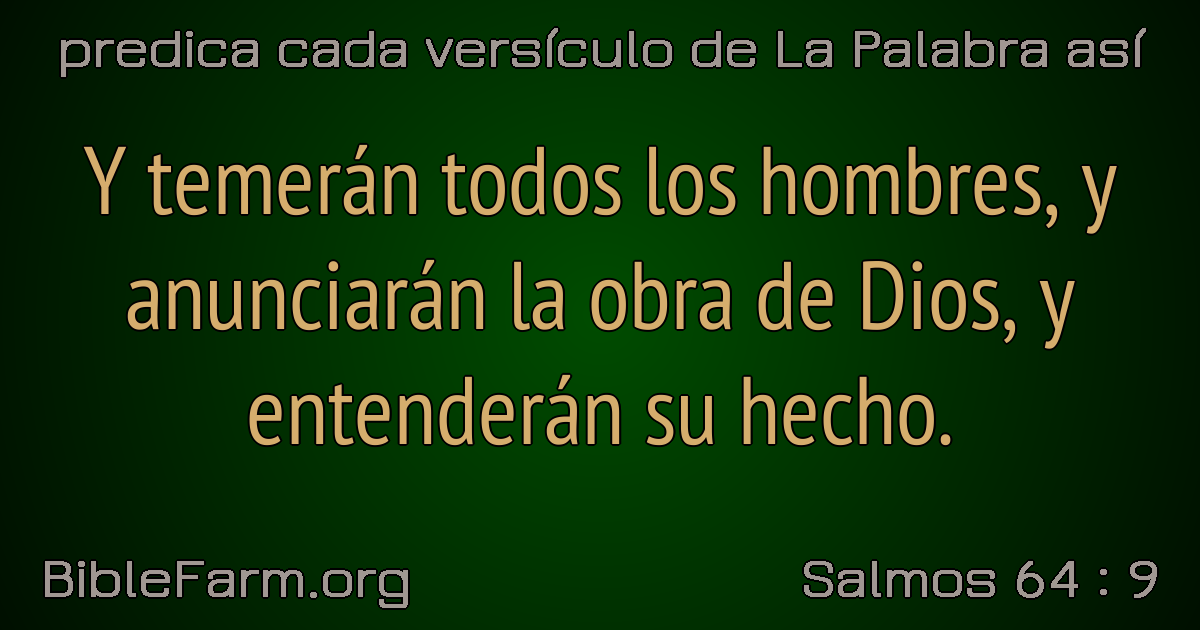 predica cada versículo de La Palabra así
Y temerán todos los hombres, y
anunciarán la obra de Dios, y
entenderán su hecho.
BibleFarm.org
Salmos 64 : 9